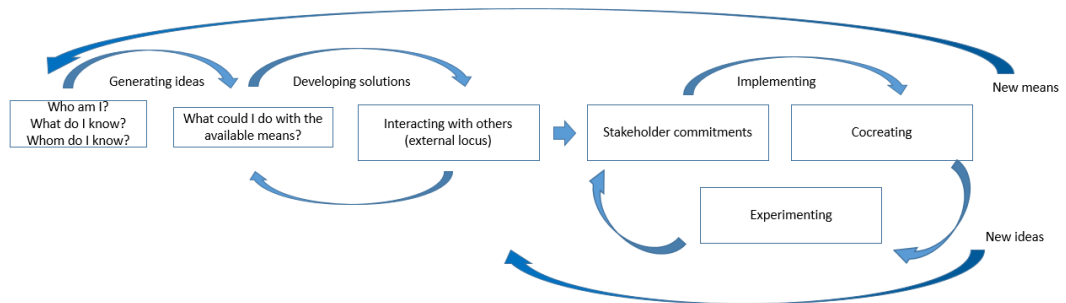 New means
Generating ideas
Developing solutions
Implementing
Who am I?
What do I know?
Whom do I know?
What could I do with the
available means?
Interacting with others
(external locus)
Stakeholder commitments
Cocreating
Experimenting
New ideas